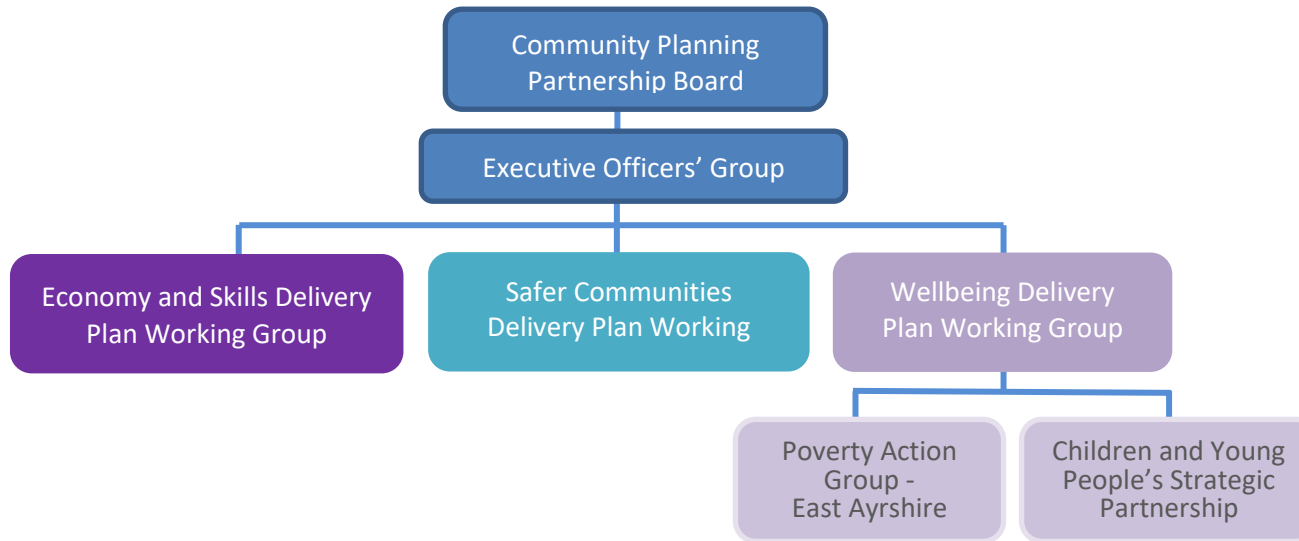 Community Planning
Partnership Board
Executive Officers’ Group
Economy and Skills Delivery
Plan Working Group
Safer Communities
Delivery Plan Working
Wellbeing Delivery
Plan Working Group
Poverty Action
Group -
East Ayrshire
Children and Young
People’s Strategic
Partnership